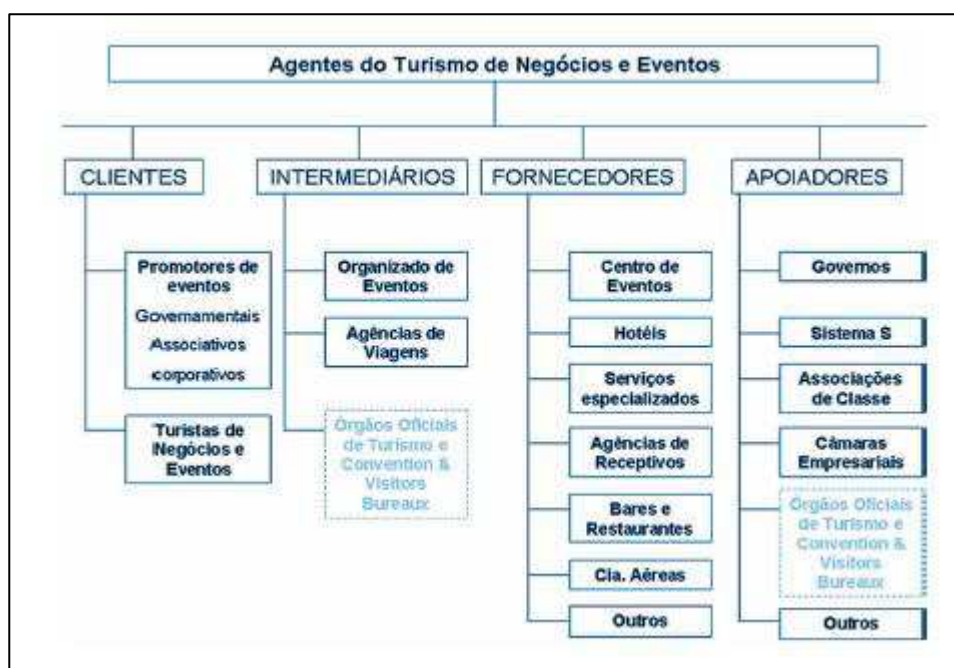 Agentes do Turismo de Negócios e Eventos
CLIENTES
INTERMEDIÁRIOS
FORNECEDORES
APOIADORES
Promotores de
eventos
Governamentais
Associativos
corporativos
Turistas de
Negócios e
Eventos
Organizado de
Eventos
Agências de
Viagens
Órgãos Oficiais
de Turismo e
Convention &
Visitors
Bureaux
Centro de
Eventos
Hotéis
Serviços
especializados
Agências de
Receptivos
Bares e
Restaurantes
Cia. Aéreas
Outros
Governos
Sistema S
Associações
de Classe
Câmaras
Empresariais
Órgãos Oficiais
de Turismo e
Convention &
Visitors
Bureaux
Outros